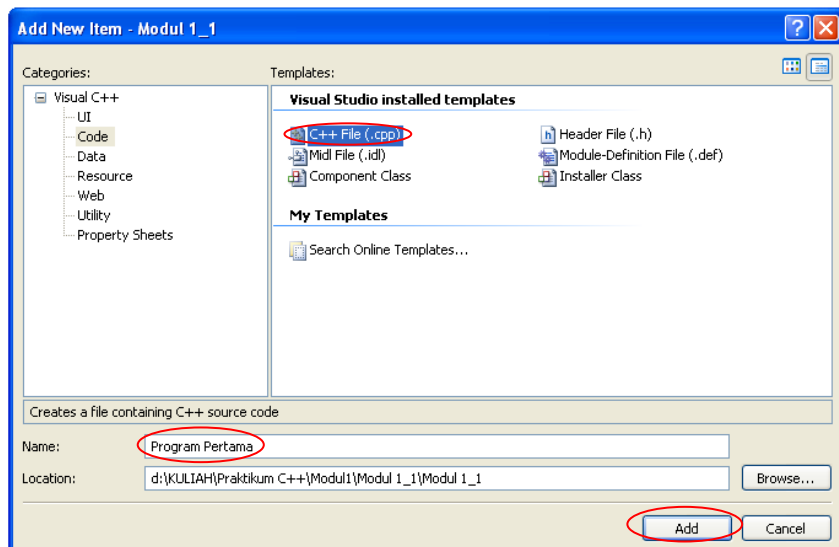 Add New Item - Modul 1_1
Categories:
Templates:
Visual C++
UI
Code
Data
Resource
Web
Utility
Property Sheets
Visual Studio installed templates
C++ File (.cpp)
Header File (.h)
Midl File (.idl)
Module-Definition File (.def)
Component Class
Installer Class
My Templates
Search Online Templates...
Creates a file containing C++ source code
Name:
Program Pertama
Location:
d:\KULIAH\Praktikum C++\Modul1\Modul 1_1\Modul 1_1
Browse...
Add
Cancel